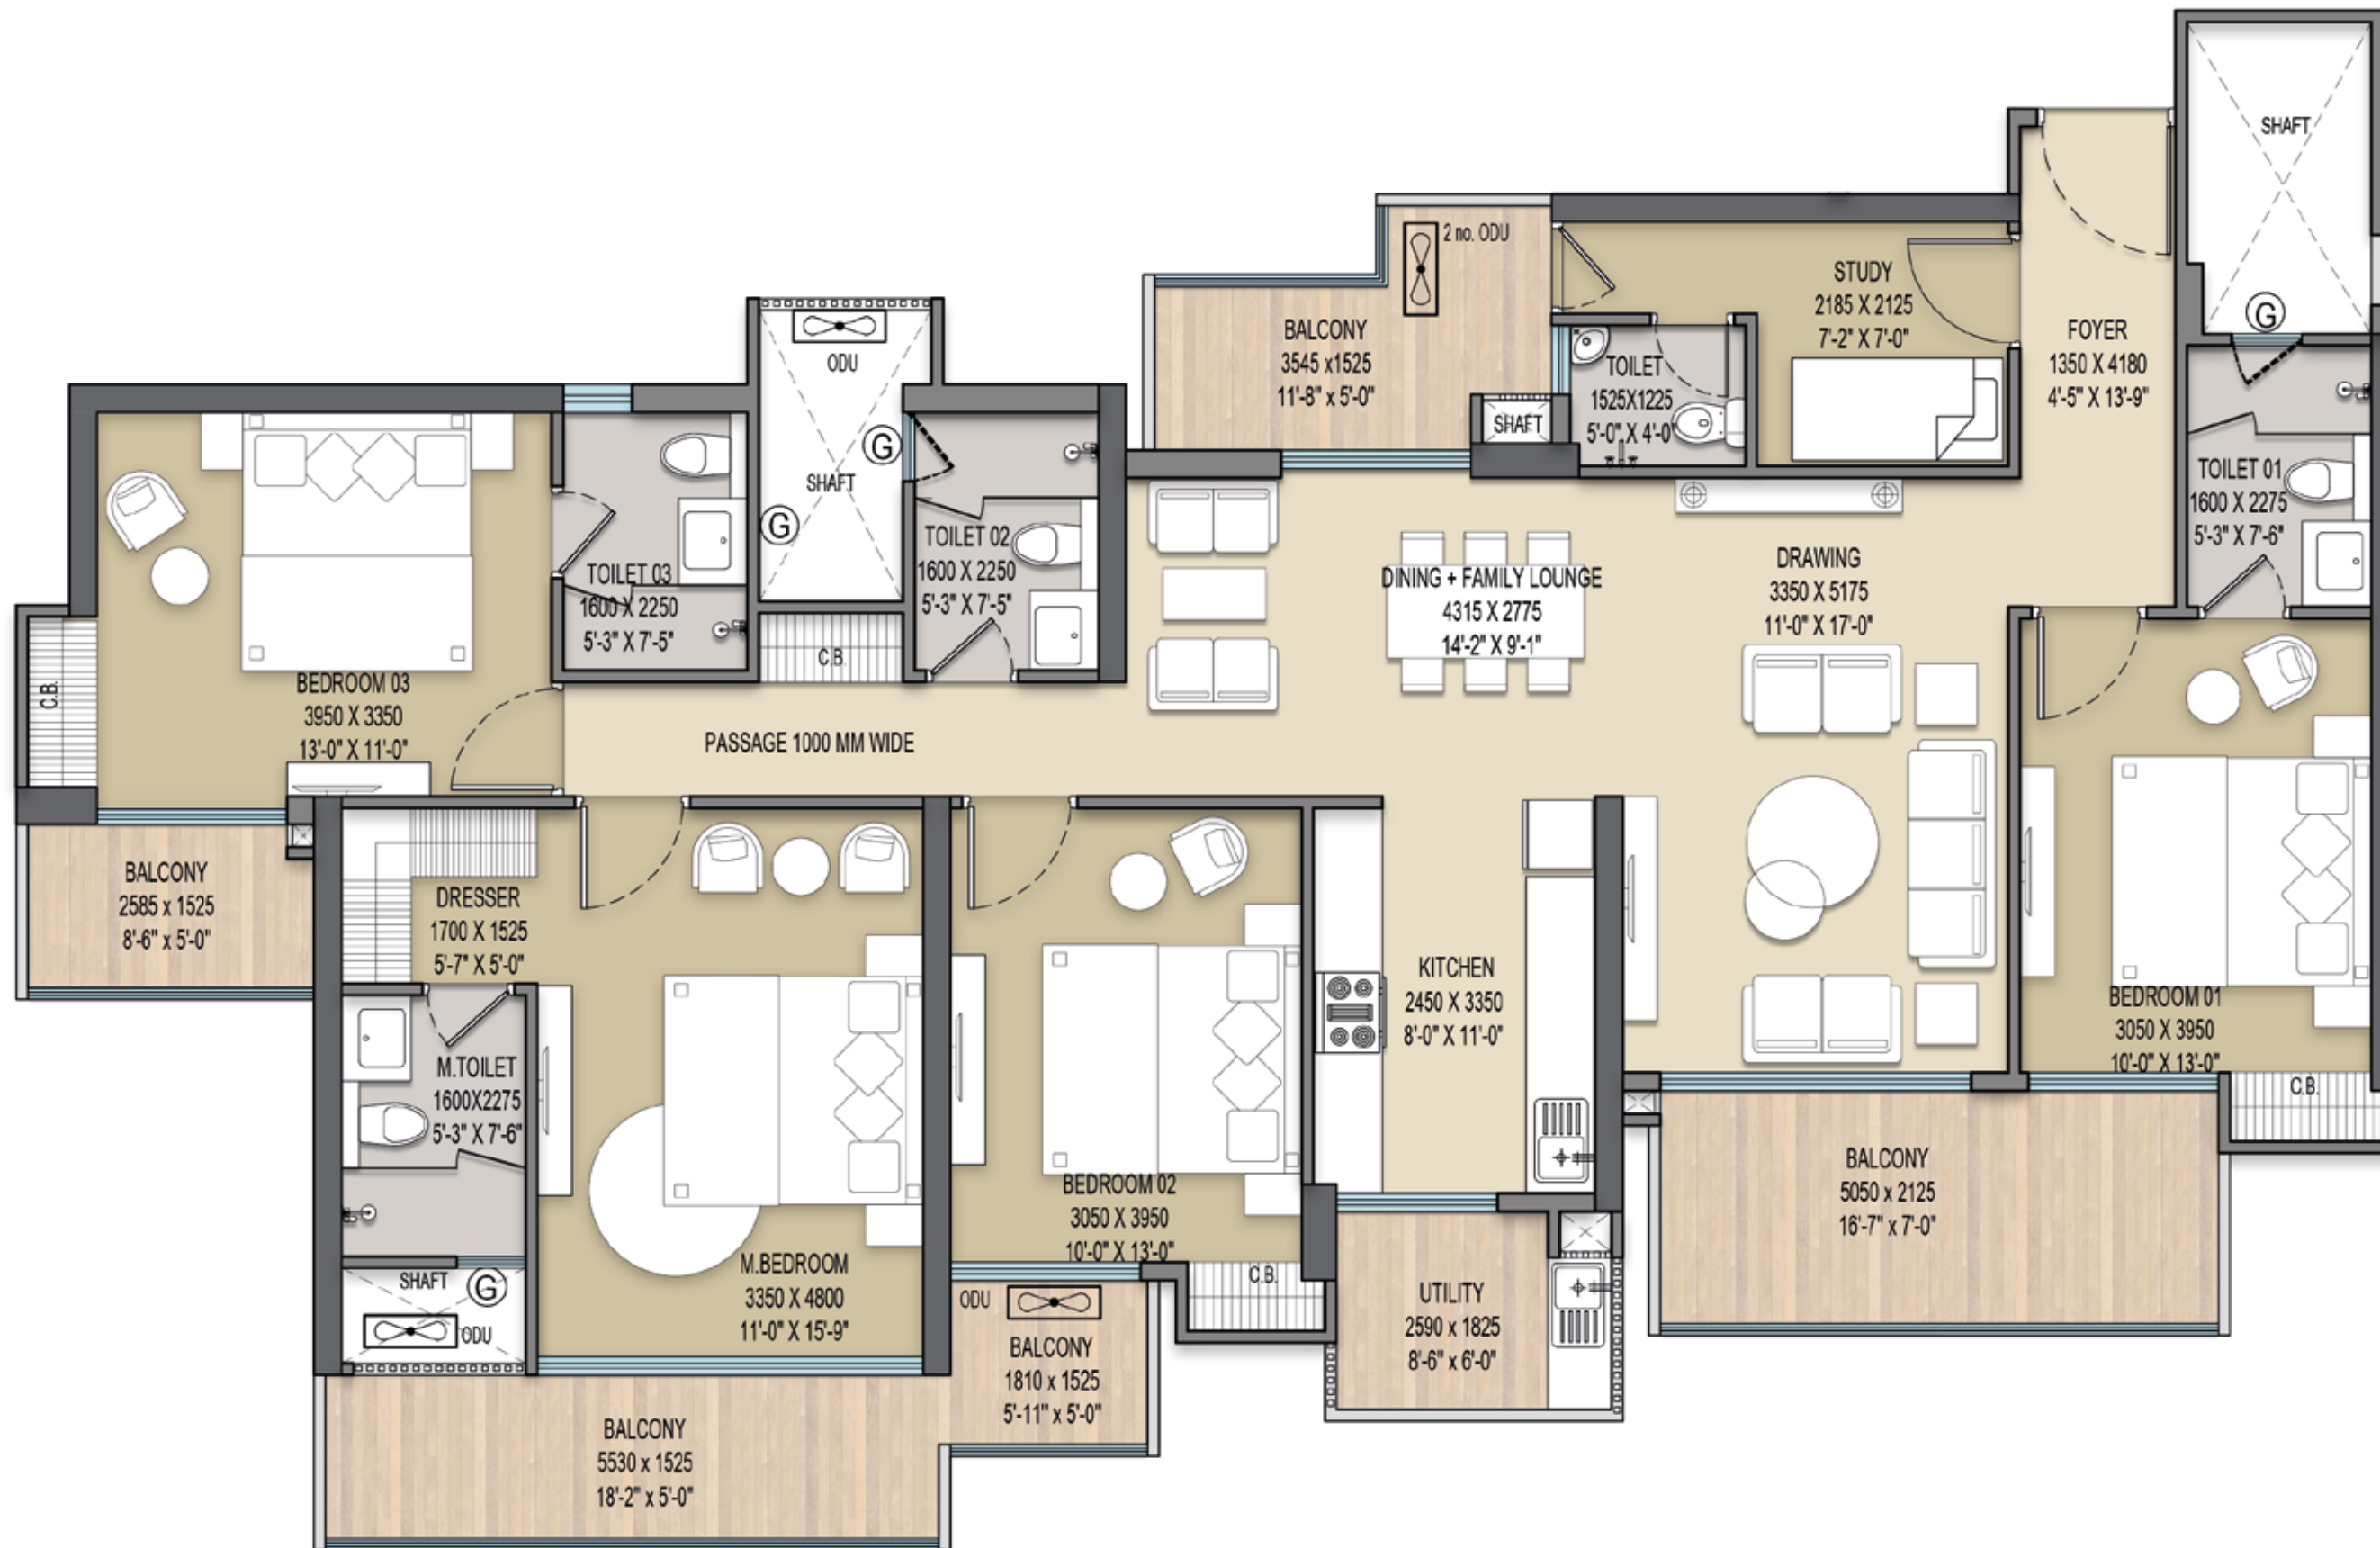 SHAFT
G
FOYER
1350 X 4180
4'-5" X 13'-9"
TOILET 01
1600 X 2275
5'-3" X 7'-6"
2 no. ODU
BALCONY
3545 x1525
11'-8" x 5'-0"
SHAFT
STUDY
2185 X 2125
7'-2" X 7'-0"
TOILET
1525X1225
5'-0" X 4'-0"
ODU
SHAFT
G
G
TOILET 02
1600 X 2250
5'-3" X 7'-5"
TOILET 03
1600 X 2250
5'-3" X 7'-5"
C.B.
C.B.
BEDROOM 03
3950 X 3350
13'-0" X 11'-0"
PASSAGE 1000 MM WIDE
DINING + FAMILY LOUNGE
4315 X 2775
14'-2" X 9'-1"
DRAWING
3350 X 5175
11'-0" X 17'-0"
BALCONY
2585 x 1525
8'-6" x 5'-0"
DRESSER
1700 X 1525
5'-7" X 5'-0"
M.TOILET
1600X2275
5'-3" X 7'-6"
SHAFT
G
ODU
M.BEDROOM
3350 X 4800
11'-0" X 15'-9"
BEDROOM 02
3050 X 3950
10'-0" X 13'-0"
C.B.
KITCHEN
2450 X 3350
8'-0" X 11'-0"
BEDROOM 01
3050 X 3950
10'-0" X 13'-0"
C.B.
ODU
BALCONY
1810 x 1525
5'-11" x 5'-0"
UTILITY
2590 x 1825
8'-6" x 6'-0"
BALCONY
5050 x 2125
16'-7" x 7'-0"
BALCONY
5530 x 1525
18'-2" x 5'-0"